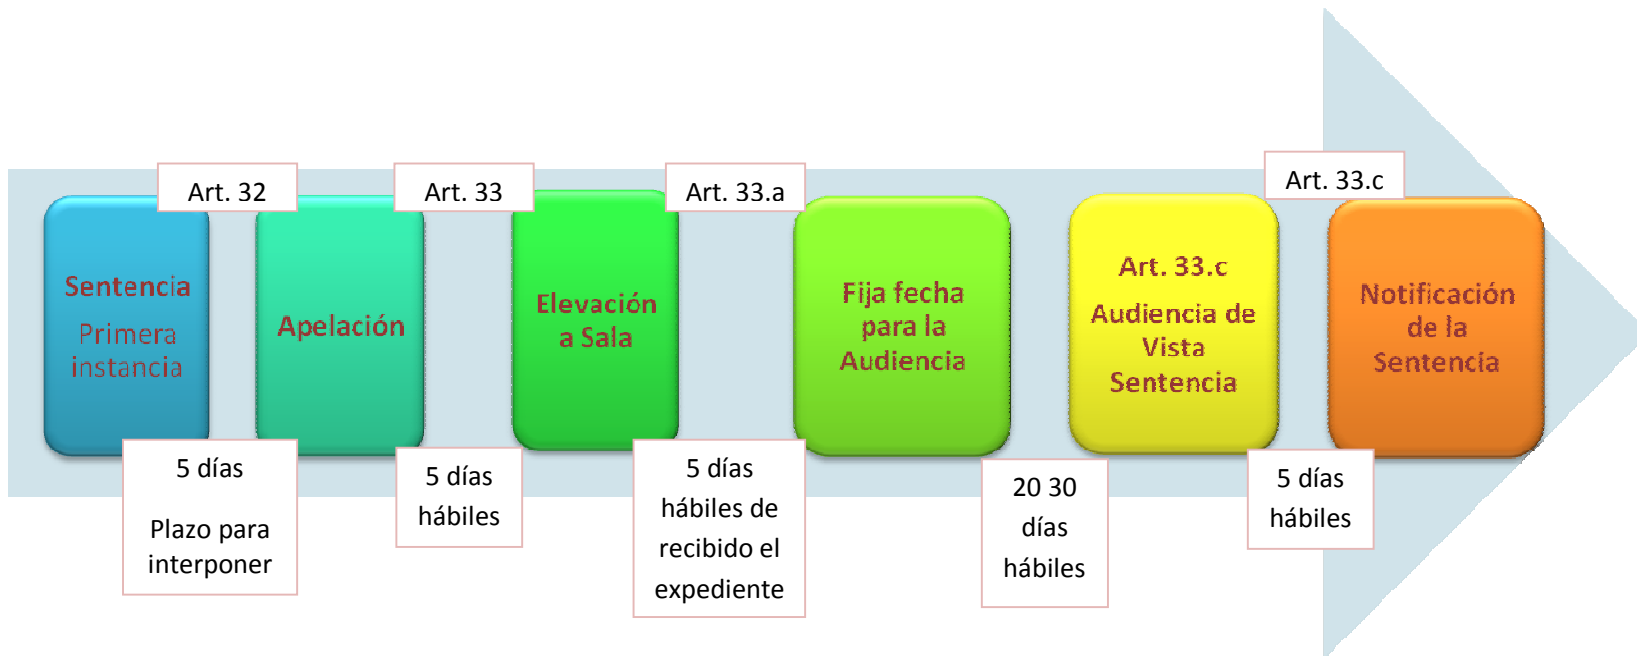 Art. 32
Art. 33
Art. 33.a
Art. 33.c
Sentencia
Primera
instancia
Apelación
Elevación
a Sala
Fija fecha
para la
Audiencia
Art. 33.c
Audiencia de
Vista
Sentencia
Notificación
de la
Sentencia
5 días
Plazo para
interponer
5 días
hábiles
5 días
hábiles de
recibido el
expediente
20 30
días
hábiles
5 días
hábiles